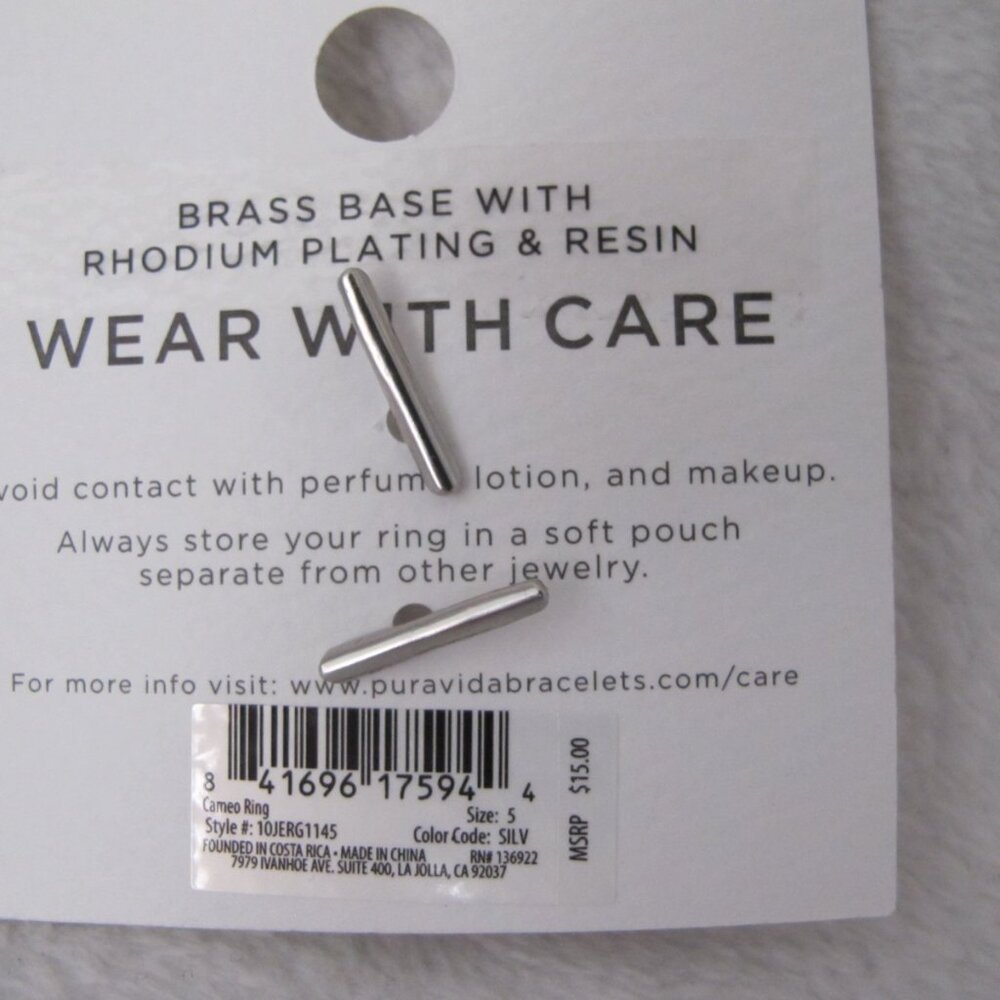 BRASS BASE WITH
RHODIUM PLATING & RESIN
WEAR WITH CARE
void contact with perfum lotion, and makeup.
Always store your ring in a soft pouch
separate from other jewelry.
For more info visit: www.puravidabracelets.com/care
8 41696 17594 4
Cameo Ring
Size: 5
Style #: 10JERG1145
Color Code: SILV
FOUNDED IN COSTA RICA • MADE IN CHINA
RN# 136922
7979 IVANHOE AVE. SUITE 400, LA JOLLA, CA 92037
MSRP $15.00